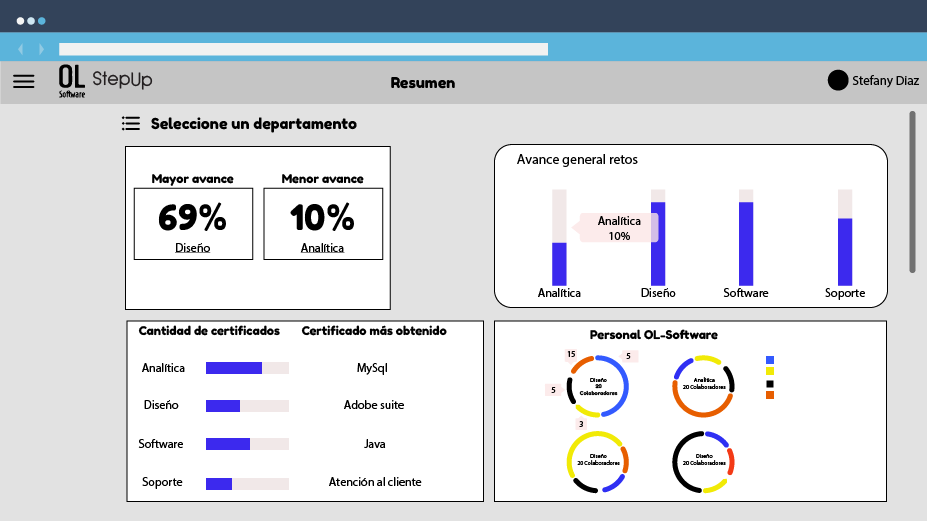 OL
Software
StepUp
Resumen
Stefany Diaz
Seleccione un departamento
Mayor avance
69%
Diseño
Menor avance
10%
Analítica
Avance general retos
Analítica
10%
Analítica
Diseño
Software
Soporte
Cantidad de certificados
Certificado más obtenido
Analítica
MySql
Diseño
Adobe suite
Software
Java
Soporte
Atención al cliente
Personal OL-Software
15
5
5
3
Diseño
20
Colaboradores
Analítica
20 Colaboradores
Diseño
20 Colaboradores
Diseño
20 Colaboradores